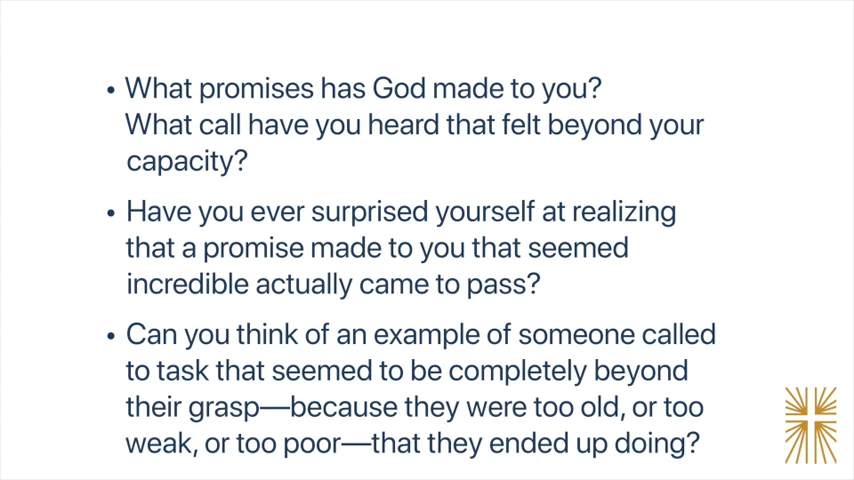 • What promises has God made to you?
What call have you heard that felt beyond your
capacity?
• Have you ever surprised yourself at realizing
that a promise made to you that seemed
incredible actually came to pass?
• Can you think of an example of someone called
to task that seemed to be completely beyond
their grasp—because they were too old, or too
weak, or too poor—that they ended up doing?